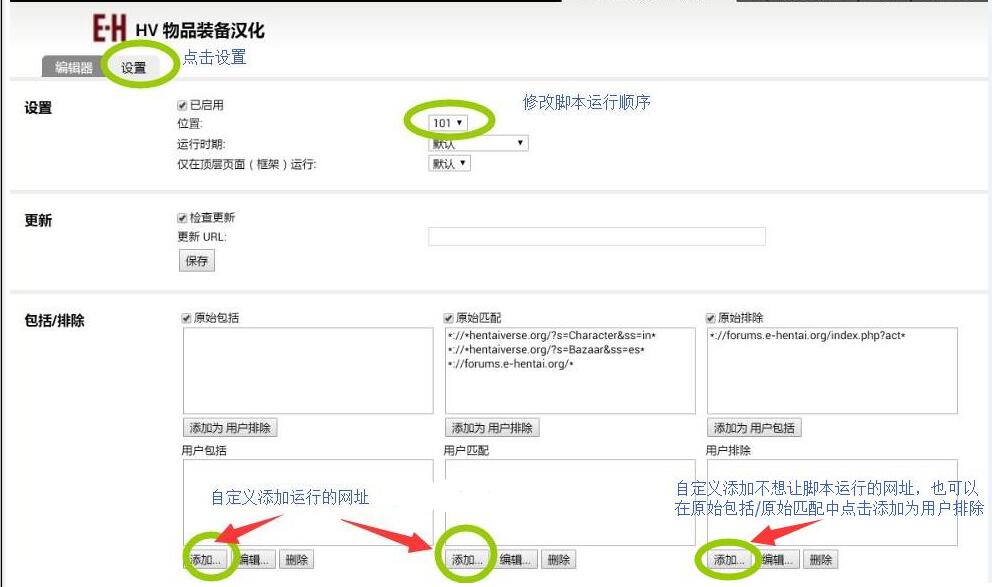 E·H HV 物品装备汉化
编辑器 设置 点击设置
设置 已启用 修改脚本运行顺序
位置: 101
运行时期: 默认
仅在顶层页面（框架）运行: 默认
更新 检查更新
更新 URL:
保存
包括/排除 原始包括 原始匹配 原始排除
*://*hentaiverse.org/?s=Character&ss=in* *://forums.e-hentai.org/index.php?act*
*://*hentaiverse.org/?s=Bazaar&ss=es*
*://forums.e-hentai.org/*
添加为 用户排除 添加为 用户排除 添加为 用户包括
用户包括 用户匹配 用户排除
自定义添加运行的网址 自定义添加不想让脚本运行的网址，也可以
在原始包括/原始匹配中点击添加为用户排除
添加... 编辑... 删除 添加... 编辑... 删除 添加... 编辑... 删除